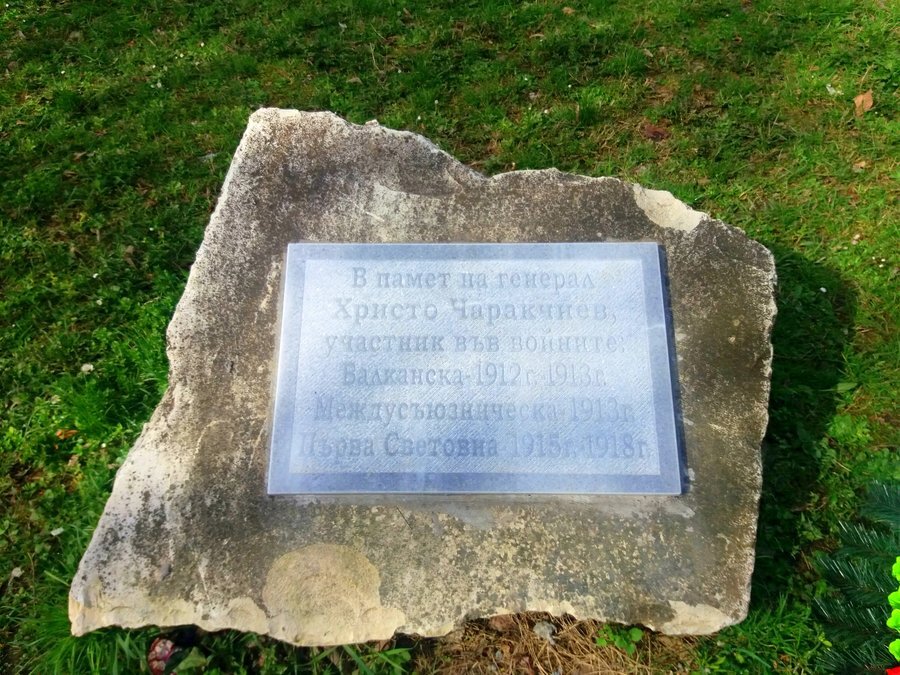 В памет на генерал
Христо Чаракчиев,
участник във войните:
Балканска-1912г.-1913г.
Междусъюзническа-1913г.
Първа Световна-1915г.-1918г.